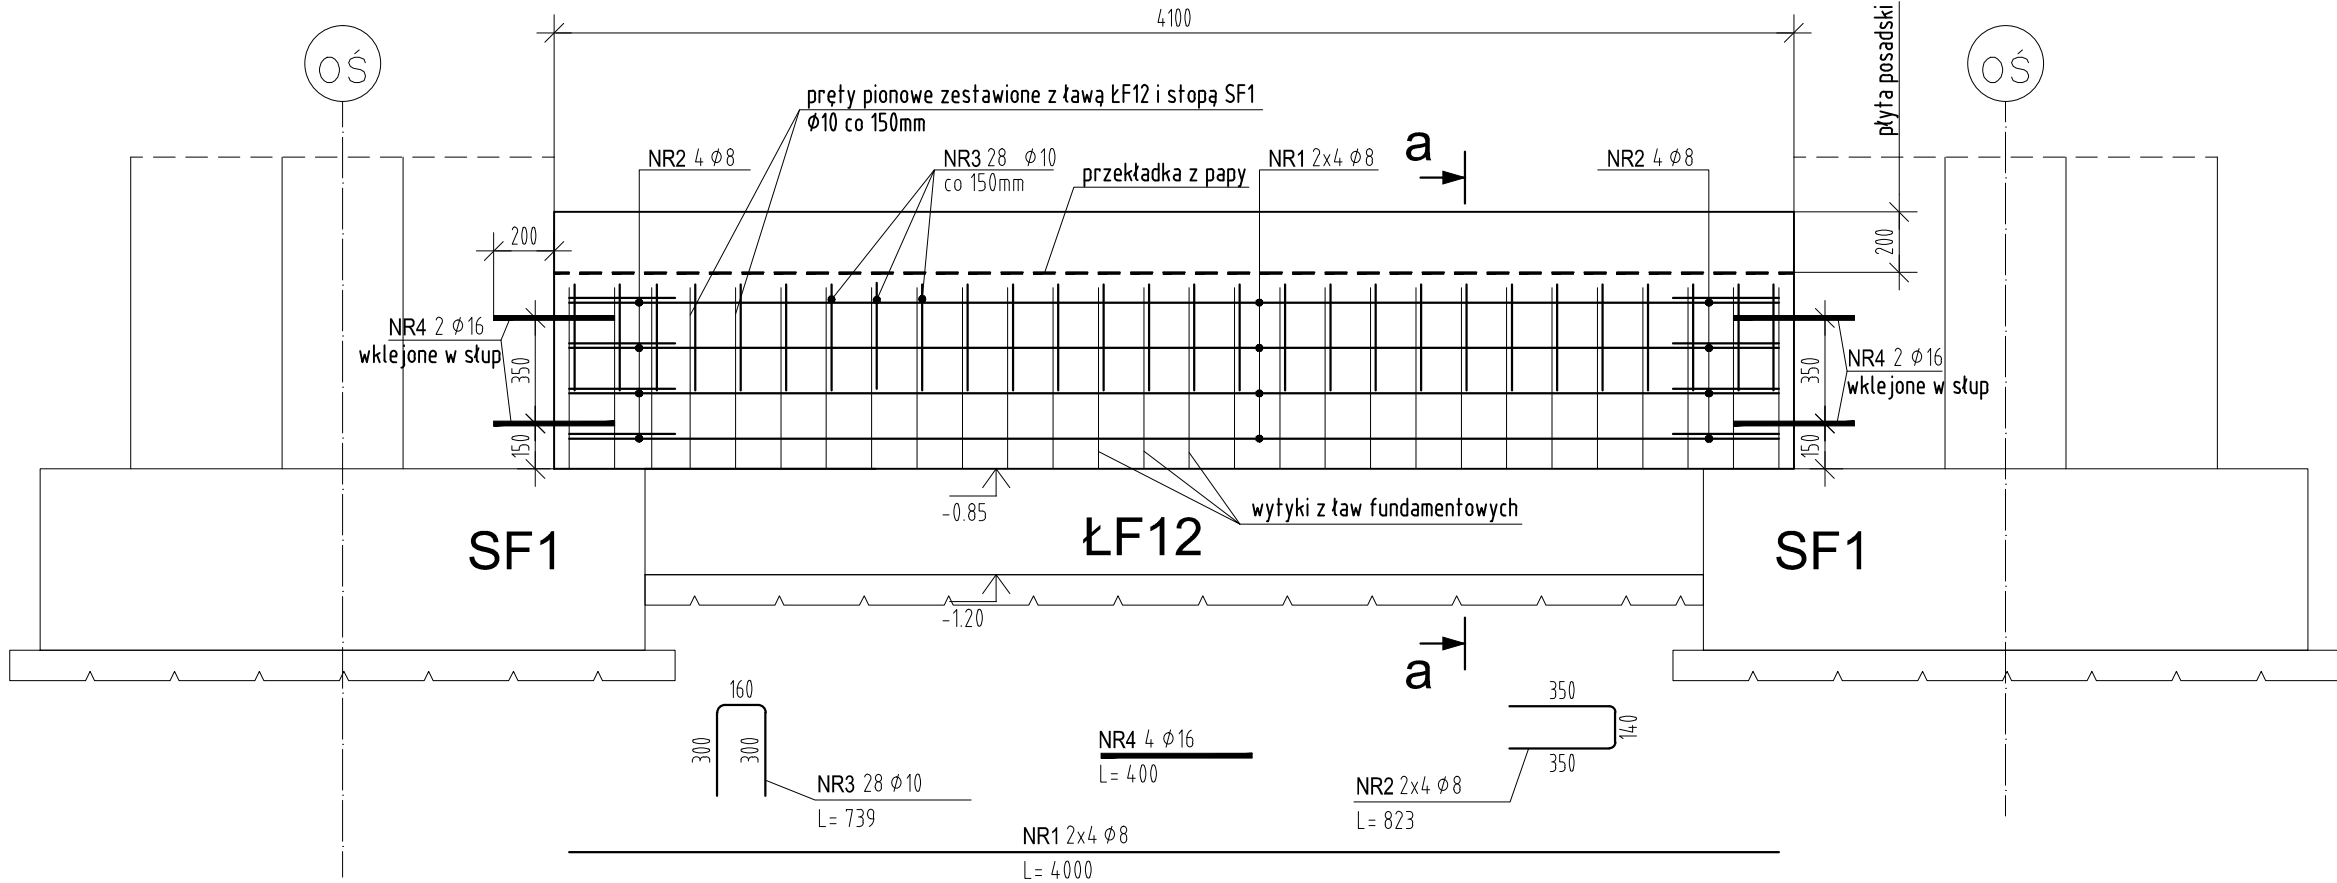 4100
OŚ
OŚ
płyta posadski
pręty pionowe zestawione z ławą ŁF12 i stopą SF1
ϕ10 co 150mm
NR2 4 ϕ8
NR3 28 ϕ10
co 150mm
przekładka z papy
NR1 2x4 ϕ8
a
NR2 4 ϕ8
200
200
NR4 2 ϕ16
wklejone w słup
350
150
350
150
NR4 2 ϕ16
wklejone w słup
-0.85
wytyki z ław fundamentowych
SF1
ŁF12
SF1
-1.20
a
160
300
300
NR3 28 ϕ10
L= 739
NR4 4 ϕ16
L= 400
350
140
350
NR2 2x4 ϕ8
L= 823
NR1 2x4 ϕ8
L= 4000